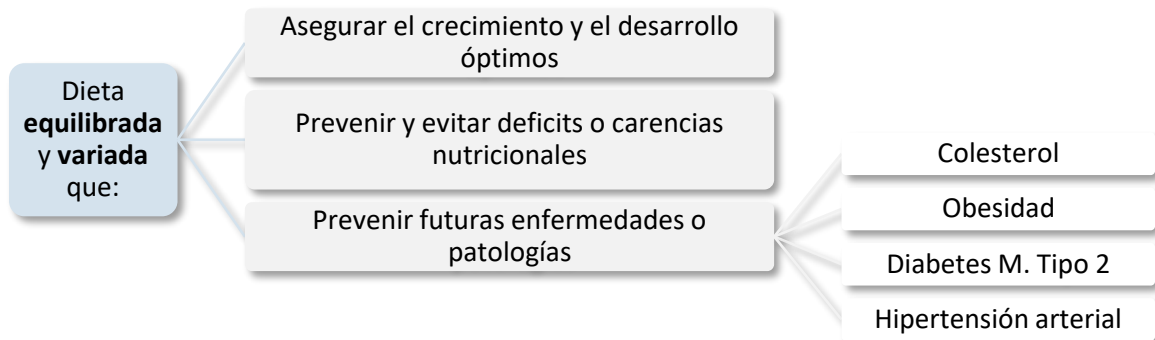 Dieta
equilibrada
y variada
que:
Asegurar el crecimiento y el desarrollo
óptimos
Prevenir y evitar deficits o carencias
nutricionales
Prevenir futuras enfermedades o
patologías
Colesterol
Obesidad
Diabetes M. Tipo 2
Hipertensión arterial